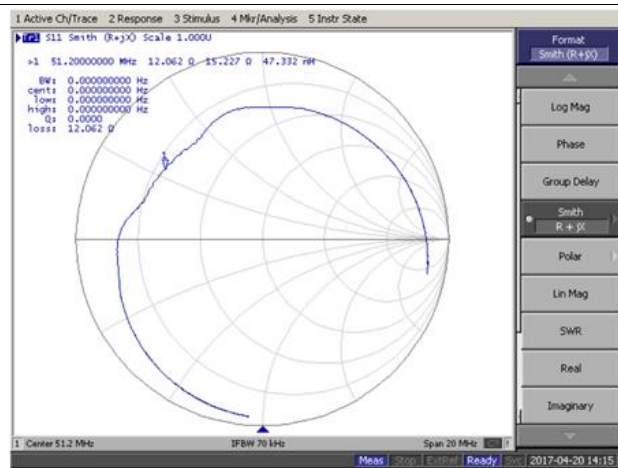 1 Active Ch/Trace 2 Response 3 Stimulus 4 Mkr/Analysis 5 Instr State
Tr1 S11 Smith (R+jX) Scale 1.000U
>1 51.20000000 MHz 12.062 Ω 15.227 Ω 47.332 nH
BW: 0.000000000 Hz
cent: 0.000000000 Hz
low: 0.000000000 Hz
high: 0.000000000 Hz
Q: 0.0000
loss: 12.062 Ω
1
1 Center 51.2 MHz
IFBW 70 kHz
Span 20 MHz
Format
Smith (R+jX)
Log Mag
Phase
Group Delay
Smith
R + jX
Polar
Lin Mag
SWR
Real
Imaginary
Meas Stop ExtRef Ready Svc 2017-04-20 14:15